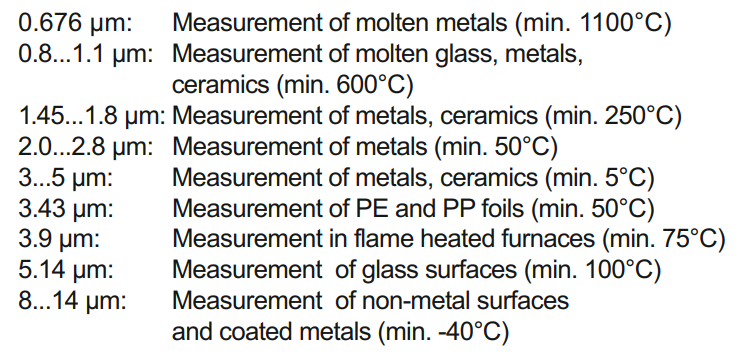 0.676 µm: Measurement of molten metals (min. 1100°C)
0.8...1.1 µm: Measurement of molten glass, metals,
ceramics (min. 600°C)
1.45...1.8 µm: Measurement of metals, ceramics (min. 250°C)
2.0...2.8 µm: Measurement of metals (min. 50°C)
3...5 µm: Measurement of metals, ceramics (min. 5°C)
3.43 µm: Measurement of PE and PP foils (min. 50°C)
3.9 µm: Measurement in flame heated furnaces (min. 75°C)
5.14 µm: Measurement of glass surfaces (min. 100°C)
8...14 µm: Measurement of non-metal surfaces
and coated metals (min. -40°C)